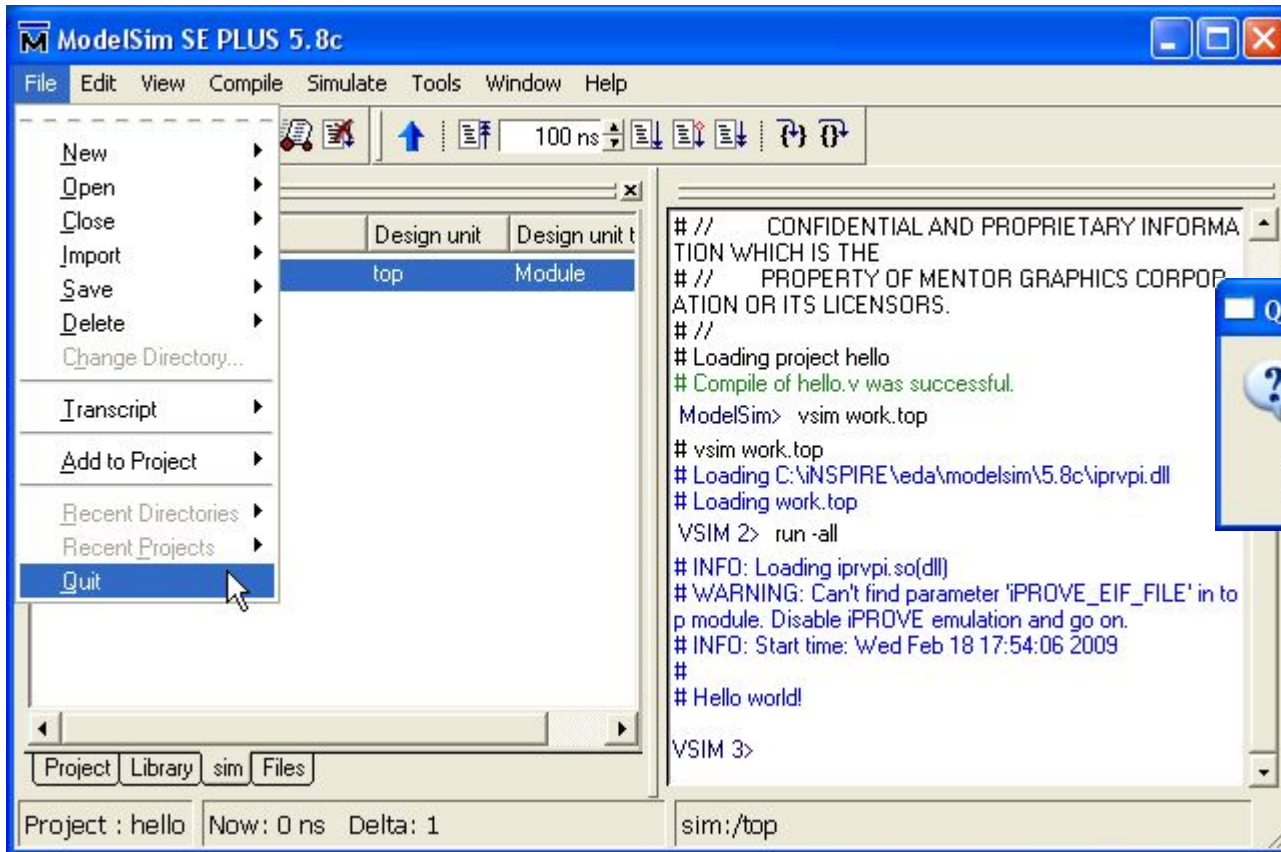 ModelSim SE PLUS 5.8c
File Edit View Compile Simulate Tools Window Help
100 ns
New
Open
Close
Import
Save
Delete
Change Directory...
Transcript
Add to Project
Recent Directories
Recent Projects
Quit
Design unit Design unit t
top Module
# // CONFIDENTIAL AND PROPRIETARY INFORMA
TION WHICH IS THE
# // PROPERTY OF MENTOR GRAPHICS CORPOR
ATION OR ITS LICENSORS.
# //
# Loading project hello
# Compile of hello.v was successful.
ModelSim> vsim work.top
# vsim work.top
# Loading C:\iNSPIRE\eda\modelsim\5.8c\iprvpi.dll
# Loading work.top
VSIM 2> run -all
# INFO: Loading iprvpi.so(dll)
# WARNING: Can't find parameter 'iPROVE_EIF_FILE' in to
p module. Disable iPROVE emulation and go on.
# INFO: Start time: Wed Feb 18 17:54:06 2009
#
# Hello world!
VSIM 3>
Q
Project Library sim Files
Project : hello Now: 0 ns Delta: 1 sim:/top